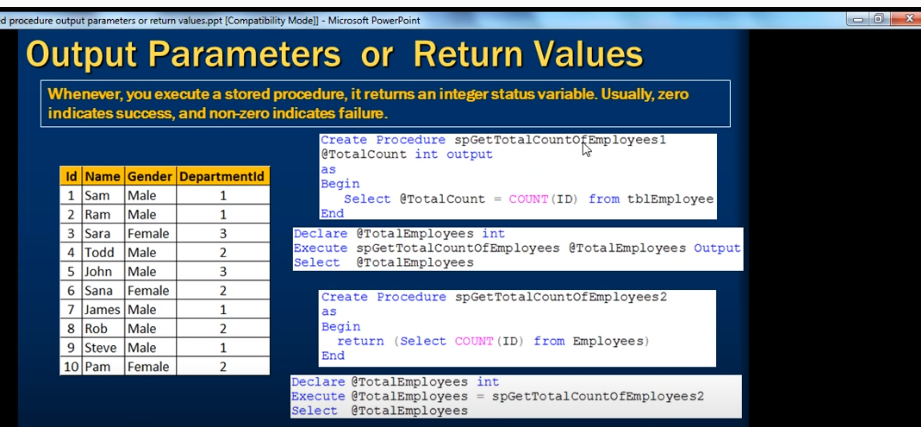 ed procedure output parameters or return values.ppt [Compatibility Mode]] - Microsoft PowerPoint
Output Parameters or Return Values
Whenever, you execute a stored procedure, it returns an integer status variable. Usually, zero
indicates success, and non-zero indicates failure.
Id Name Gender DepartmentId
1 Sam Male 1
2 Ram Male 1
3 Sara Female 3
4 Todd Male 2
5 John Male 3
6 Sana Female 2
7 James Male 1
8 Rob Male 2
9 Steve Male 1
10 Pam Female 2
Create Procedure spGetTotalCountOfEmployees1
@TotalCount int output
as
Begin
Select @TotalCount = COUNT(ID) from tblEmployee
End
Declare @TotalEmployees int
Execute spGetTotalCountOfEmployees @TotalEmployees Output
Select @TotalEmployees
Create Procedure spGetTotalCountOfEmployees2
as
Begin
return (Select COUNT(ID) from Employees)
End
Declare @TotalEmployees int
Execute @TotalEmployees = spGetTotalCountOfEmployees2
Select @TotalEmployees